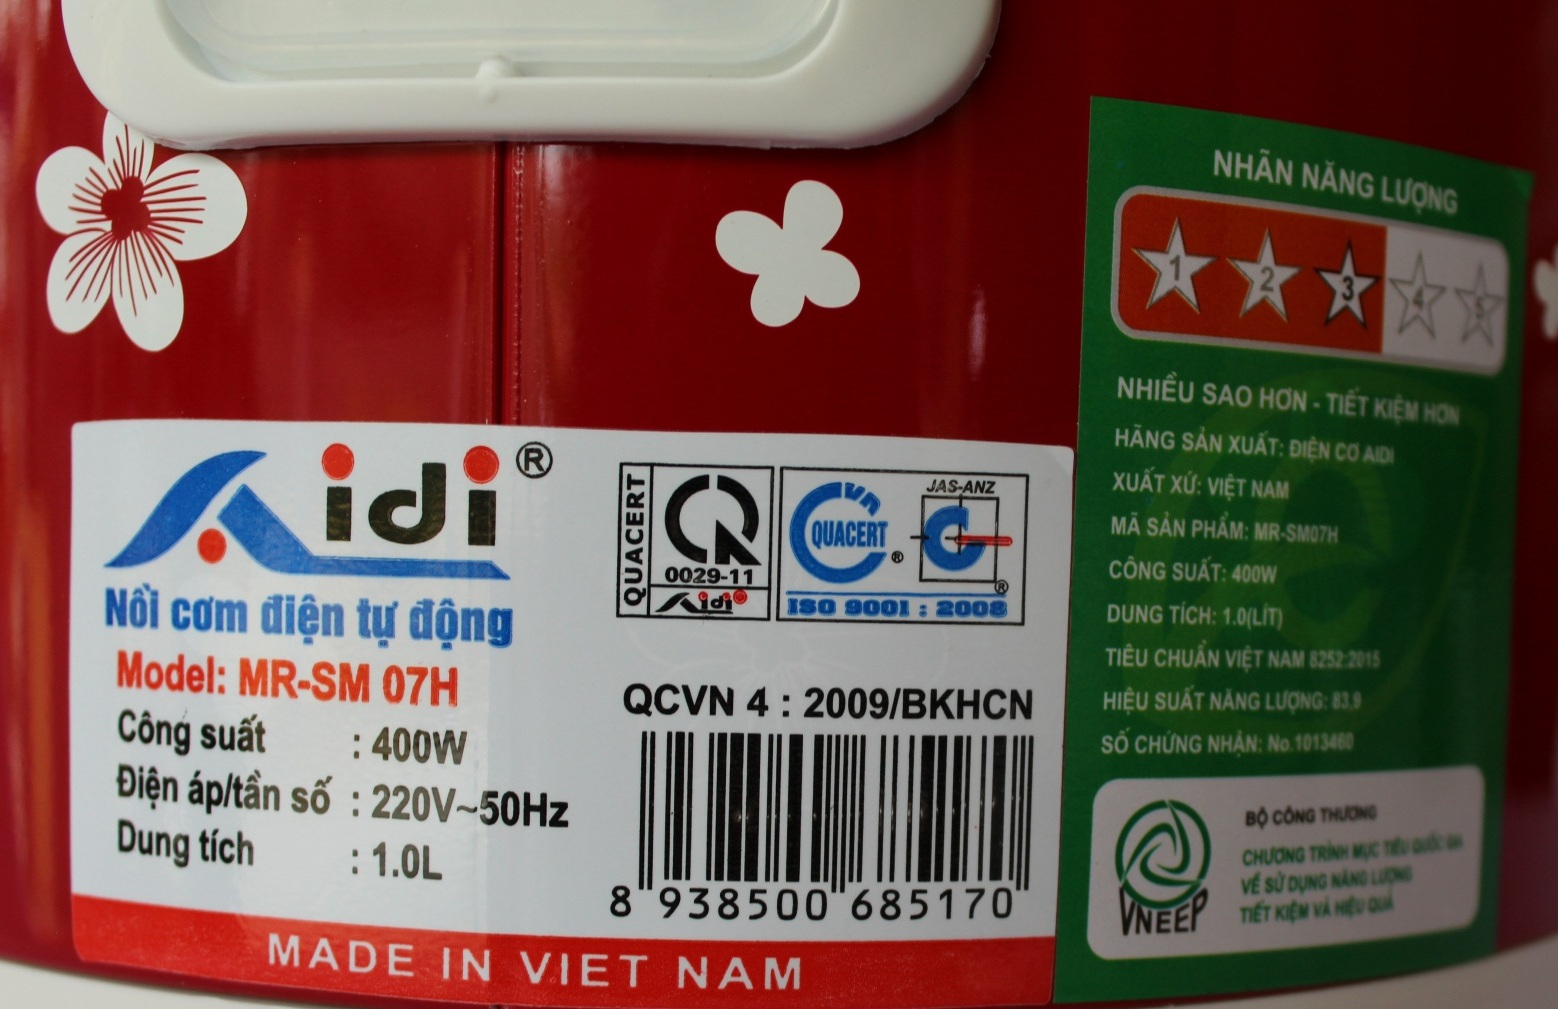 Aidi ®
Nồi cơm điện tự động
Model: MR-SM 07H
Công suất : 400W
Điện áp/tần số : 220V~50Hz
Dung tích : 1.0L
QUACERT
0029-11
Aidi
QUACERT ®
JAS-ANZ
®
ISO 9001 : 2008
QCVN 4 : 2009/BKHCN
8 938500 685170
MADE IN VIET NAM
NHÃN NĂNG LƯỢNG
1 2 3 4 5
NHIỀU SAO HƠN - TIẾT KIỆM HƠN
HÃNG SẢN XUẤT: ĐIỆN CƠ AIDI
XUẤT XỨ: VIỆT NAM
MÃ SẢN PHẨM: MR-SM07H
CÔNG SUẤT: 400W
DUNG TÍCH: 1.0(LÍT)
TIÊU CHUẨN VIỆT NAM 8252:2015
HIỆU SUẤT NĂNG LƯỢNG: 83,9
SỐ CHỨNG NHẬN: No.1013460
VNEEP
BỘ CÔNG THƯƠNG
CHƯƠNG TRÌNH MỤC TIÊU QUỐC GIA
VỀ SỬ DỤNG NĂNG LƯỢNG
TIẾT KIỆM VÀ HIỆU QUẢ